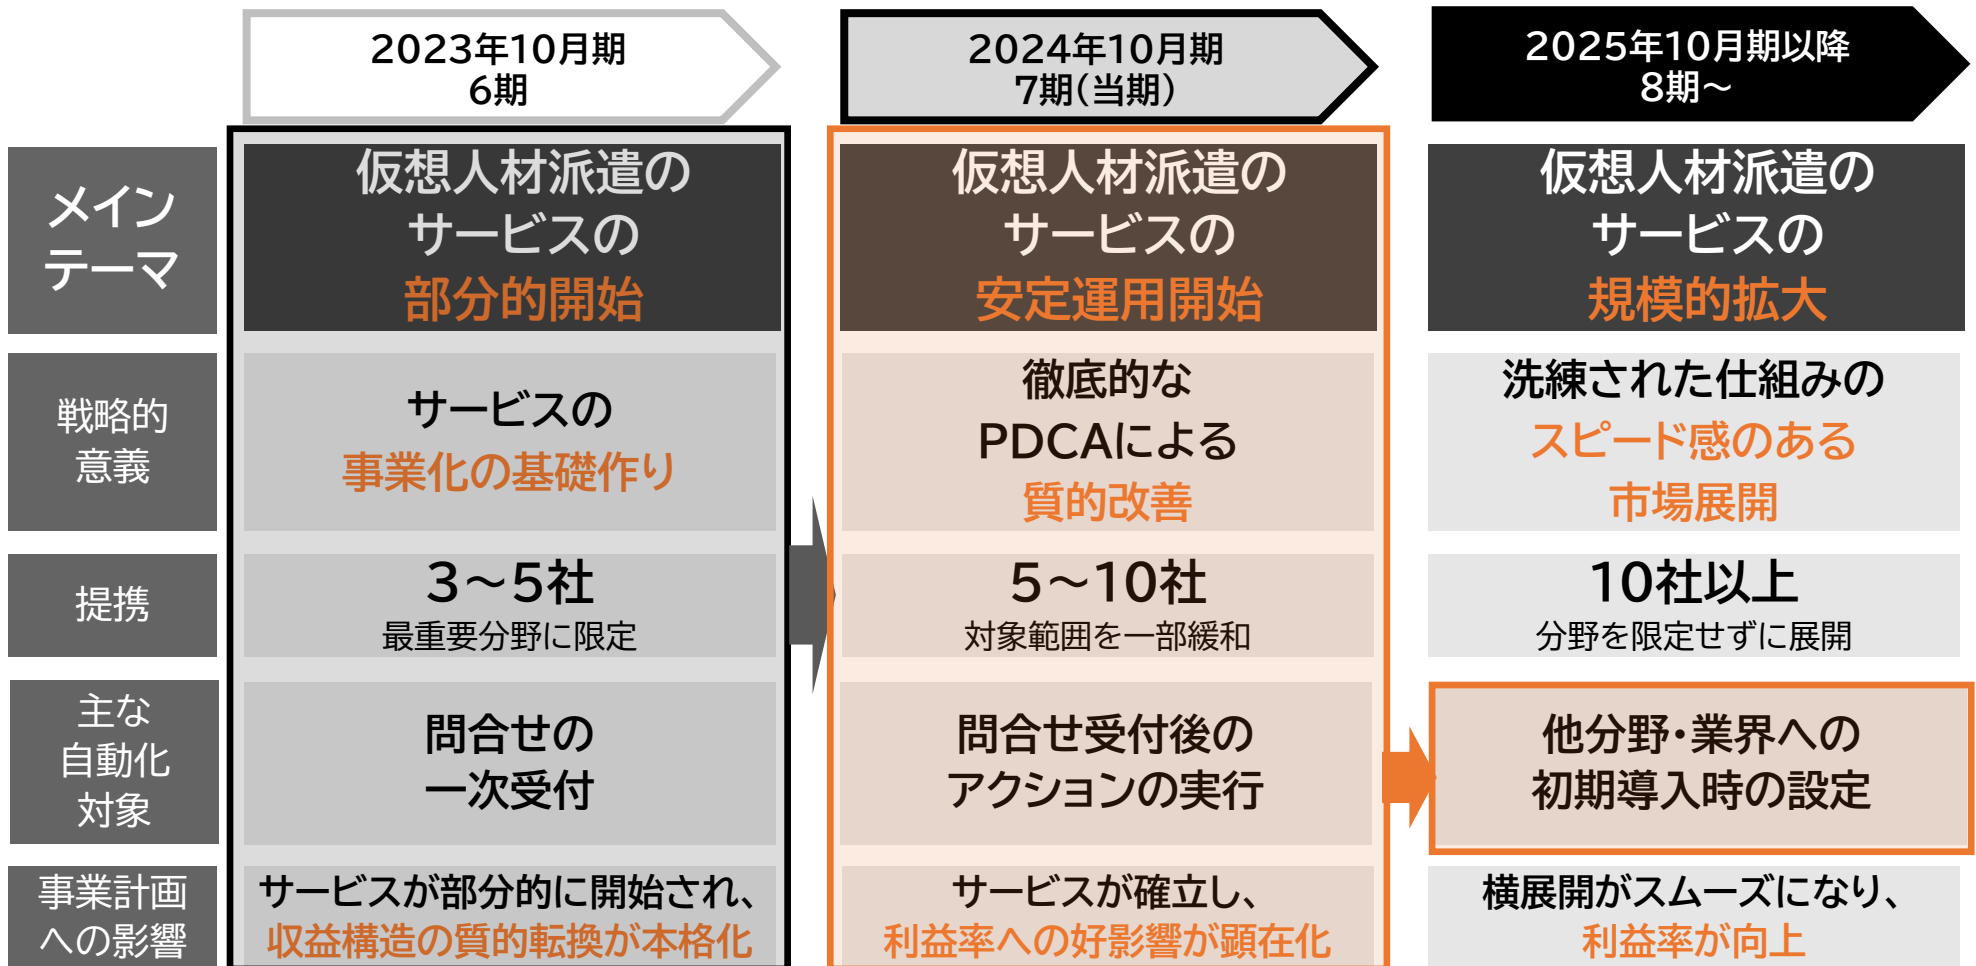 2023年10月期
6期
2024年10月期
7期(当期)
2025年10月期以降
8期～
メイン
テーマ
仮想人材派遣の
サービスの
部分的開始
仮想人材派遣の
サービスの
安定運用開始
仮想人材派遣の
サービスの
規模的拡大
戦略的
意義
サービスの
事業化の基礎作り
徹底的な
PDCAによる
質的改善
洗練された仕組みの
スピード感のある
市場展開
提携
3～5社
最重要分野に限定
5～10社
対象範囲を一部緩和
10社以上
分野を限定せずに展開
主な
自動化
対象
問合せの
一次受付
問合せ受付後の
アクションの実行
他分野・業界への
初期導入時の設定
事業計画
への影響
サービスが部分的に開始され、
収益構造の質的転換が本格化
サービスが確立し、
利益率への好影響が顕在化
横展開がスムーズになり、
利益率が向上